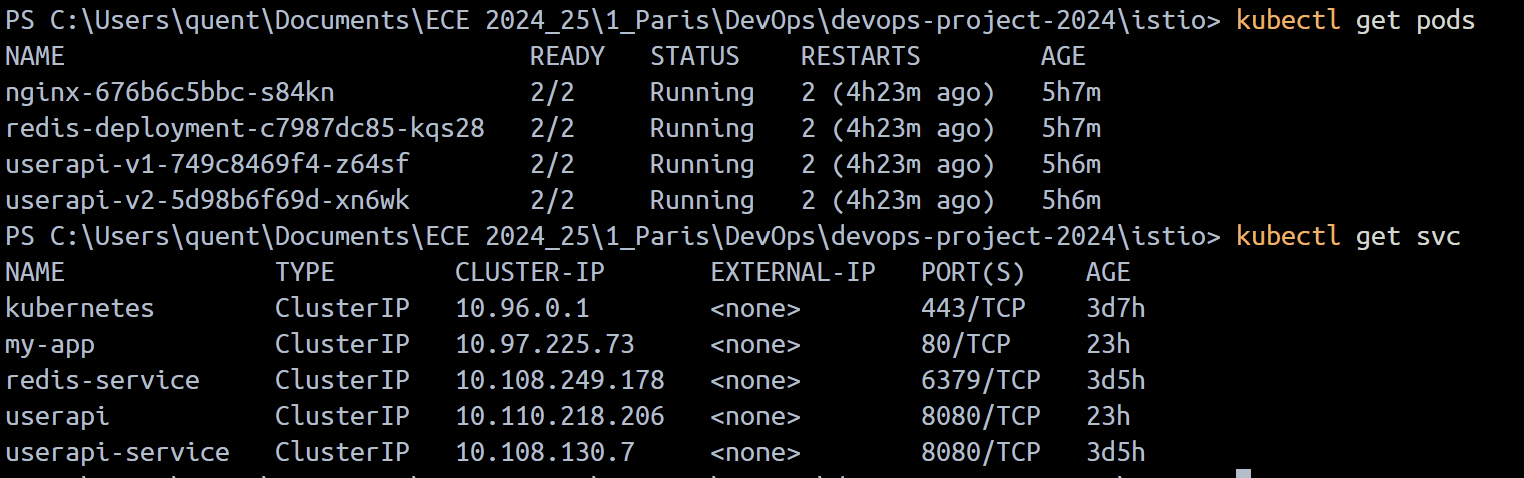 PS C:\Users\quent\Documents\ECE 2024_25\1_Paris\DevOps\devops-project-2024\istio> kubectl get pods
NAME READY STATUS RESTARTS AGE
nginx-676b6c5bbc-s84kn 2/2 Running 2 (4h23m ago) 5h7m
redis-deployment-c7987dc85-kqs28 2/2 Running 2 (4h23m ago) 5h7m
userapi-v1-749c8469f4-z64sf 2/2 Running 2 (4h23m ago) 5h6m
userapi-v2-5d98b6f69d-xn6wk 2/2 Running 2 (4h23m ago) 5h6m
PS C:\Users\quent\Documents\ECE 2024_25\1_Paris\DevOps\devops-project-2024\istio> kubectl get svc
NAME TYPE CLUSTER-IP EXTERNAL-IP PORT(S) AGE
kubernetes ClusterIP 10.96.0.1 <none> 443/TCP 3d7h
my-app ClusterIP 10.97.225.73 <none> 80/TCP 23h
redis-service ClusterIP 10.108.249.178 <none> 6379/TCP 3d5h
userapi ClusterIP 10.110.218.206 <none> 8080/TCP 23h
userapi-service ClusterIP 10.108.130.7 <none> 8080/TCP 3d5h